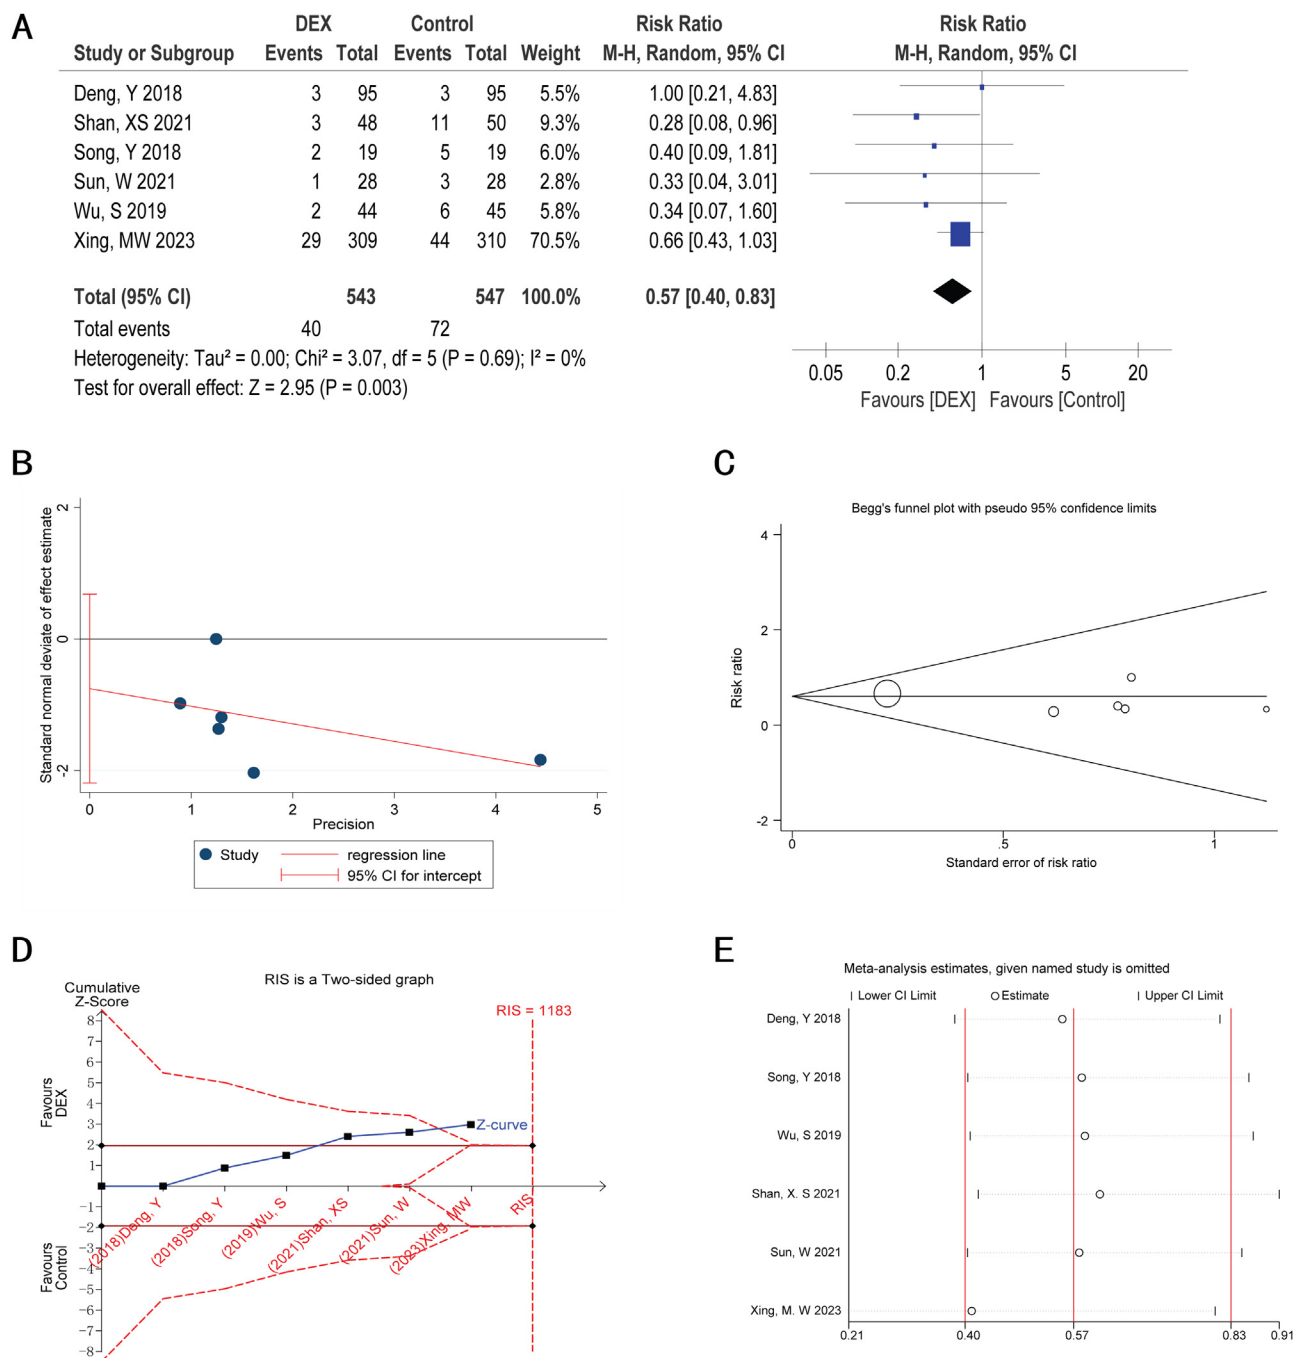 A
DEX Control Risk Ratio Risk Ratio
Study or Subgroup Events Total Events Total Weight M-H, Random, 95% CI M-H, Random, 95% CI
Deng, Y 2018 3 95 3 95 5.5% 1.00 [0.21, 4.83]
Shan, XS 2021 3 48 11 50 9.3% 0.28 [0.08, 0.96]
Song, Y 2018 2 19 5 19 6.0% 0.40 [0.09, 1.81]
Sun, W 2021 1 28 3 28 2.8% 0.33 [0.04, 3.01]
Wu, S 2019 2 44 6 45 5.8% 0.34 [0.07, 1.60]
Xing, MW 2023 29 309 44 310 70.5% 0.66 [0.43, 1.03]
Total (95% CI) 543 547 100.0% 0.57 [0.40, 0.83]
Total events 40 72
Heterogeneity: Tau² = 0.00; Chi² = 3.07, df = 5 (P = 0.69); I² = 0%
Test for overall effect: Z = 2.95 (P = 0.003)
0.05 0.2 1 5 20
Favours [DEX] Favours [Control]
B
Standard normal deviate of effect estimate
2
0
-2
0 1 2 3 4 5
Precision
Study regression line
95% CI for intercept
C
Begg's funnel plot with pseudo 95% confidence limits
Risk ratio
4
2
0
-2
0 .5 1
Standard error of risk ratio
D
RIS is a Two-sided graph
Cumulative
Z-Score
RIS = 1183
8
7
6
5
4
3
2
1
-1
-2
-3
-4
-5
-6
-7
-8
Favours
DEX
Favours
Control
Z-curve
(2018)Deng, Y
(2018)Song, Y
(2019)Wu, S
(2021)Shan, XS
(2021)Sun, W
(2023)Xing, MW
RIS
E
Meta-analysis estimates, given named study is omitted
Lower CI Limit Estimate Upper CI Limit
Deng, Y 2018
Song, Y 2018
Wu, S 2019
Shan, X. S 2021
Sun, W 2021
Xing, M. W 2023
0.21 0.40 0.57 0.83 0.91